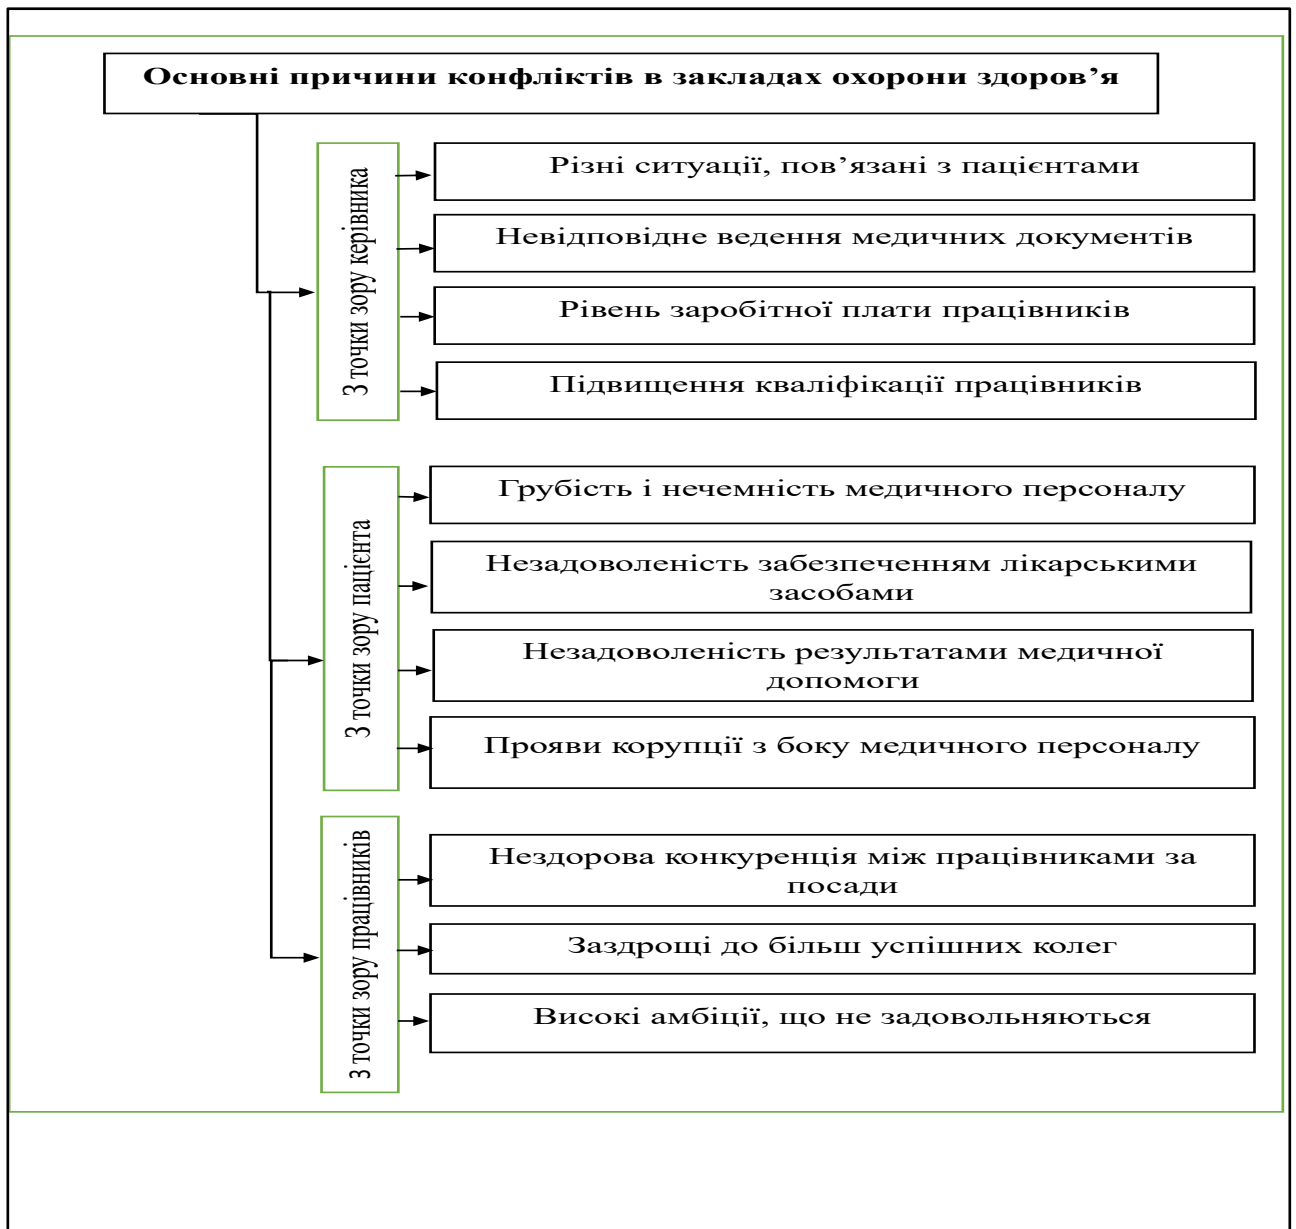 Основні причини конфліктів в закладах охорони здоров’я
З точки зору керівника
Різні ситуації, пов’язані з пацієнтами
Невідповідне ведення медичних документів
Рівень заробітної плати працівників
Підвищення кваліфікації працівників
З точки зору пацієнта
Грубість і нечемність медичного персоналу
Незадоволеність забезпеченням лікарськими
засобами
Незадоволеність результатами медичної
допомоги
Прояви корупції з боку медичного персоналу
З точки зору працівників
Нездорова конкуренція між працівниками за
посади
Заздрощі до більш успішних колег
Високі амбіції, що не задовольняються